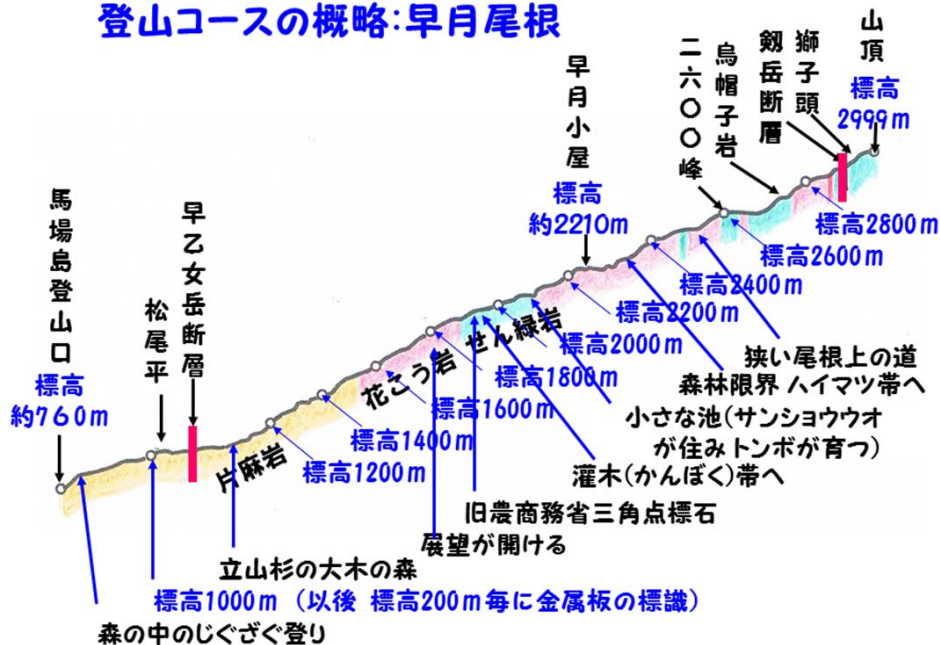 登山コースの概略:早月尾根
馬場島登山口
標高
約760m
松尾平
早乙女岳断層
早月小屋
標高
約2210m
二六〇〇峰
烏帽子岩
剱岳断層
獅子頭
山頂
標高
2999m
標高2800m
標高2600m
標高2400m
標高2200m
標高2000m
標高1800m
標高1600m
標高1400m
標高1200m
片麻岩
花こう岩
せん緑岩
狭い尾根上の道
森林限界 ハイマツ帯へ
小さな池(サンショウウオ
が住みトンボが育つ)
灌木(かんぼく)帯へ
旧農商務省三角点標石
展望が開ける
立山杉の大木の森
標高1000m (以後 標高200m毎に金属板の標識)
森の中のじぐざぐ登り